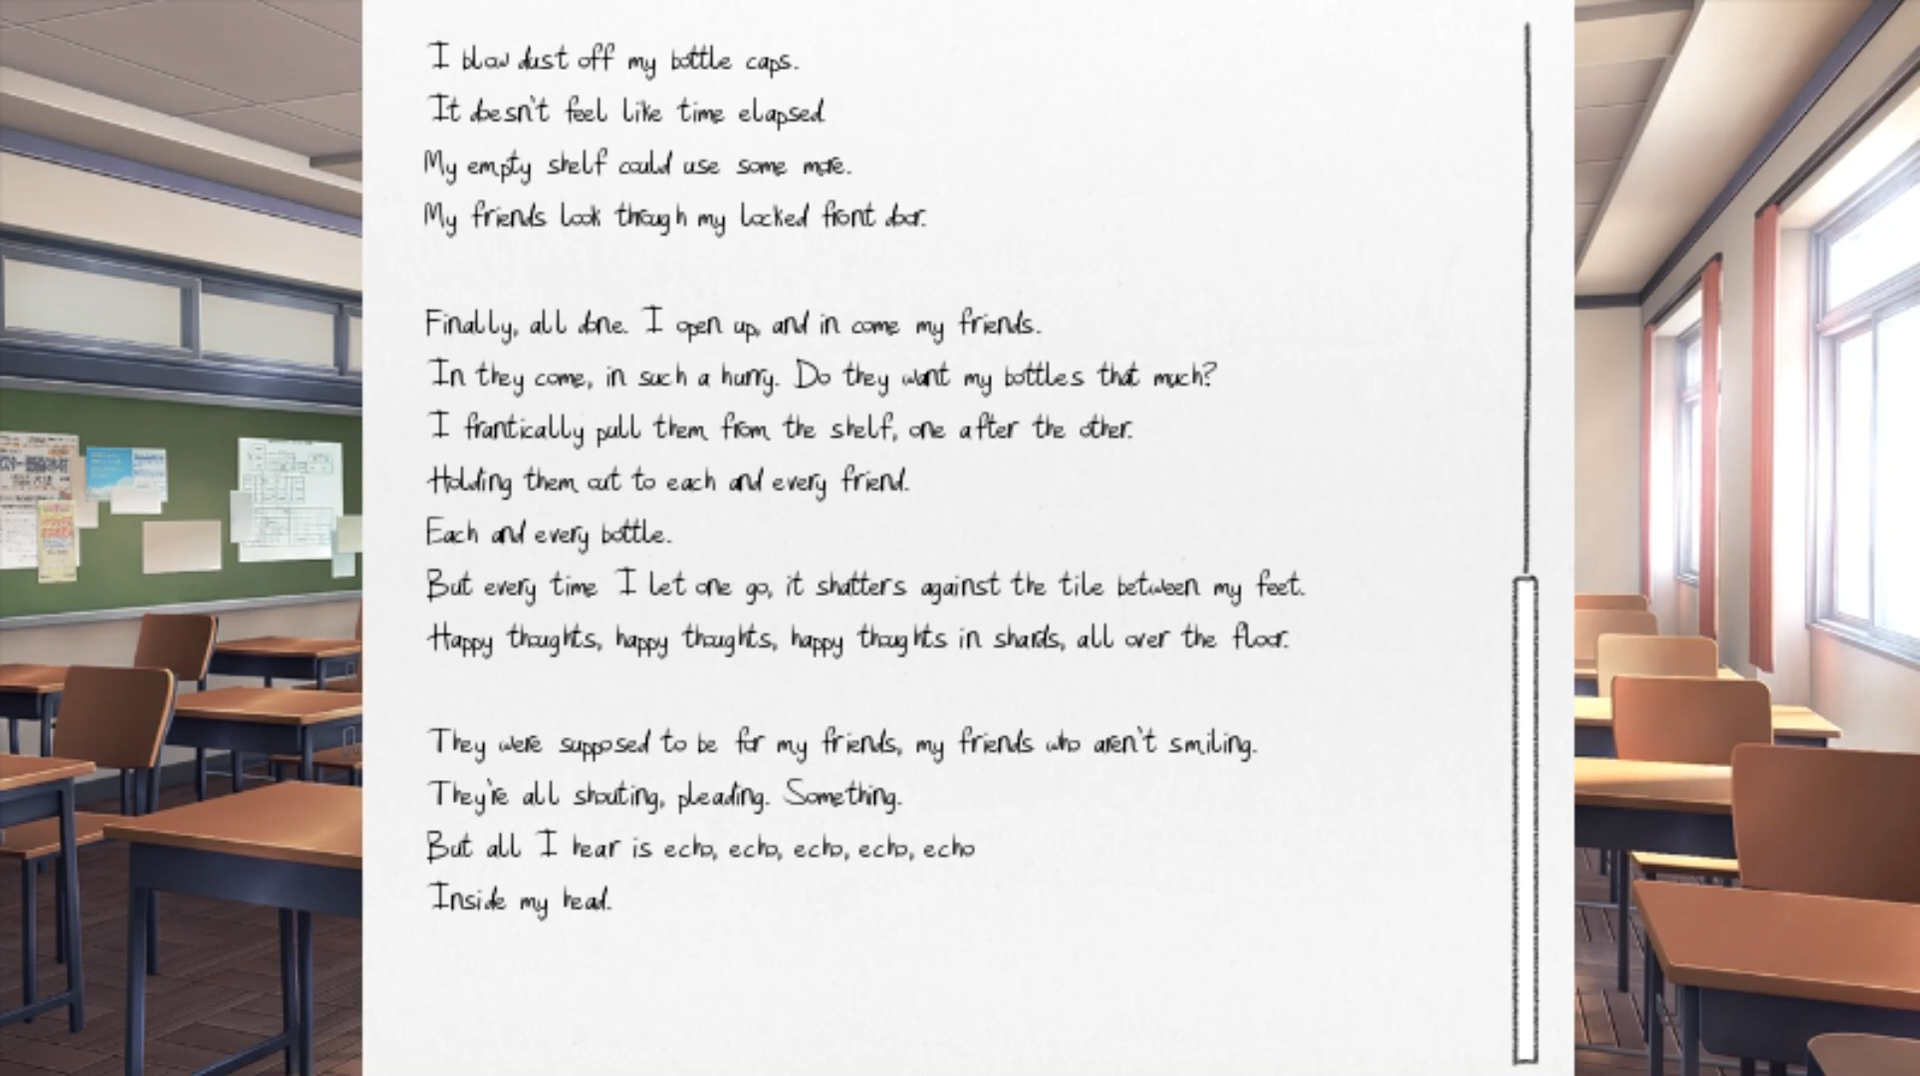 I blow dust off my bottle caps.
It doesn't feel like time elapsed
My empty shelf could use some more.
My friends look through my locked front door.
Finally, all done. I open up, and in come my friends.
In they come, in such a hurry. Do they want my bottles that much?
I frantically pull them from the shelf, one after the other.
Holding them out to each and every friend.
Each and every bottle.
But every time I let one go, it shatters against the tile between my feet.
Happy thoughts, happy thoughts, happy thoughts in shards, all over the floor.
They were supposed to be for my friends, my friends who aren't smiling.
They're all shouting, pleading. Something.
But all I hear is echo, echo, echo, echo, echo
Inside my head.